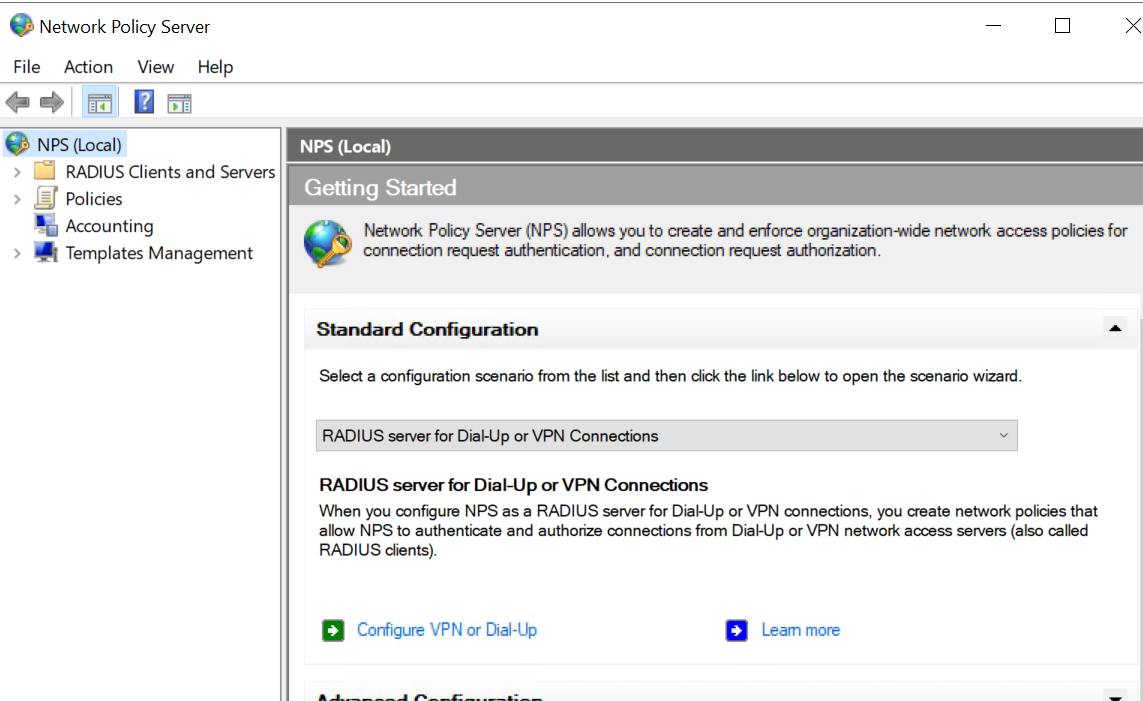 Network Policy Server
File Action View Help
NPS (Local)
RADIUS Clients and Servers
Policies
Accounting
Templates Management
NPS (Local)
Getting Started
Network Policy Server (NPS) allows you to create and enforce organization-wide network access policies for
connection request authentication, and connection request authorization.
Standard Configuration
Select a configuration scenario from the list and then click the link below to open the scenario wizard.
RADIUS server for Dial-Up or VPN Connections
RADIUS server for Dial-Up or VPN Connections
When you configure NPS as a RADIUS server for Dial-Up or VPN connections, you create network policies that
allow NPS to authenticate and authorize connections from Dial-Up or VPN network access servers (also called
RADIUS clients).
Configure VPN or Dial-Up
Learn more
Advanced Configuration